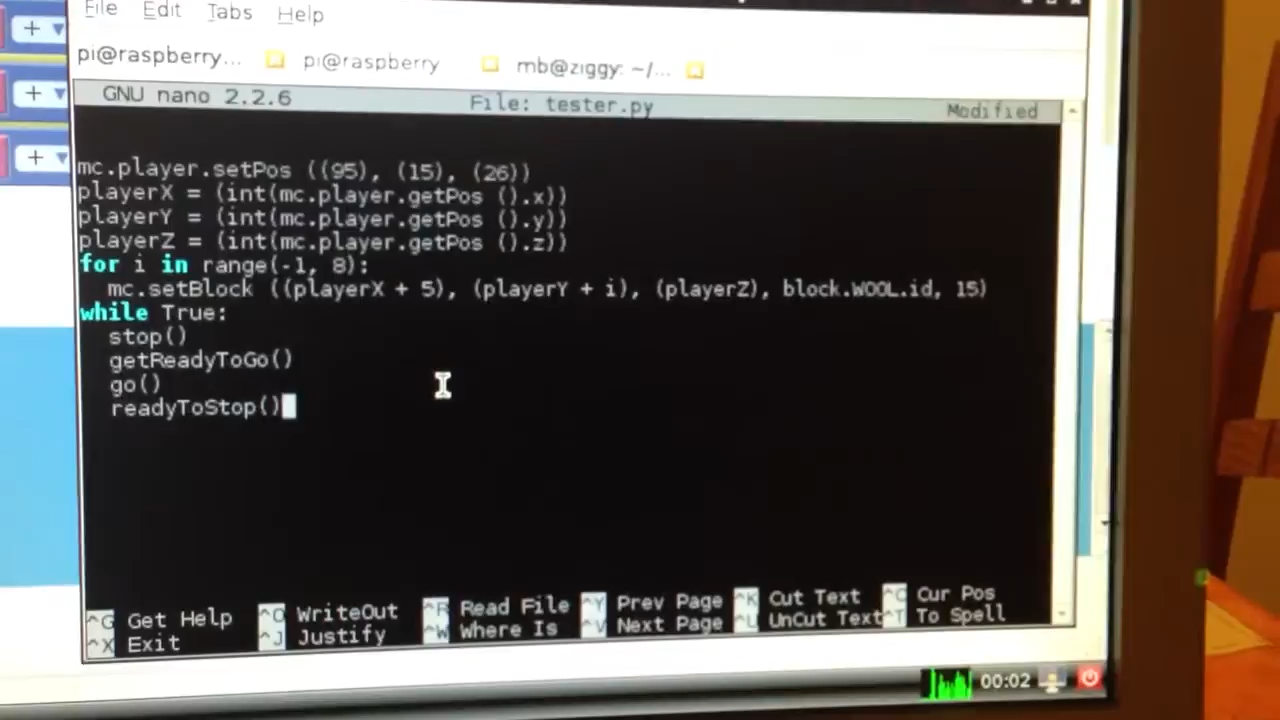 File Edit Tabs Help
pi@raspberry... pi@raspberry mb@ziggy: ~/...
GNU nano 2.2.6 File: tester.py Modified
mc.player.setPos ((95), (15), (26))
playerX = (int(mc.player.getPos ().x))
playerY = (int(mc.player.getPos ().y))
playerZ = (int(mc.player.getPos ().z))
for i in range(-1, 8):
mc.setBlock ((playerX + 5), (playerY + i), (playerZ), block.WOOL.id, 15)
while True:
stop()
getReadyToGo()
go()
readyToStop()
^G Get Help ^O WriteOut ^R Read File ^Y Prev Page ^K Cut Text ^C Cur Pos
^X Exit ^J Justify ^W Where Is ^V Next Page ^U UnCut Text ^T To Spell
00:02